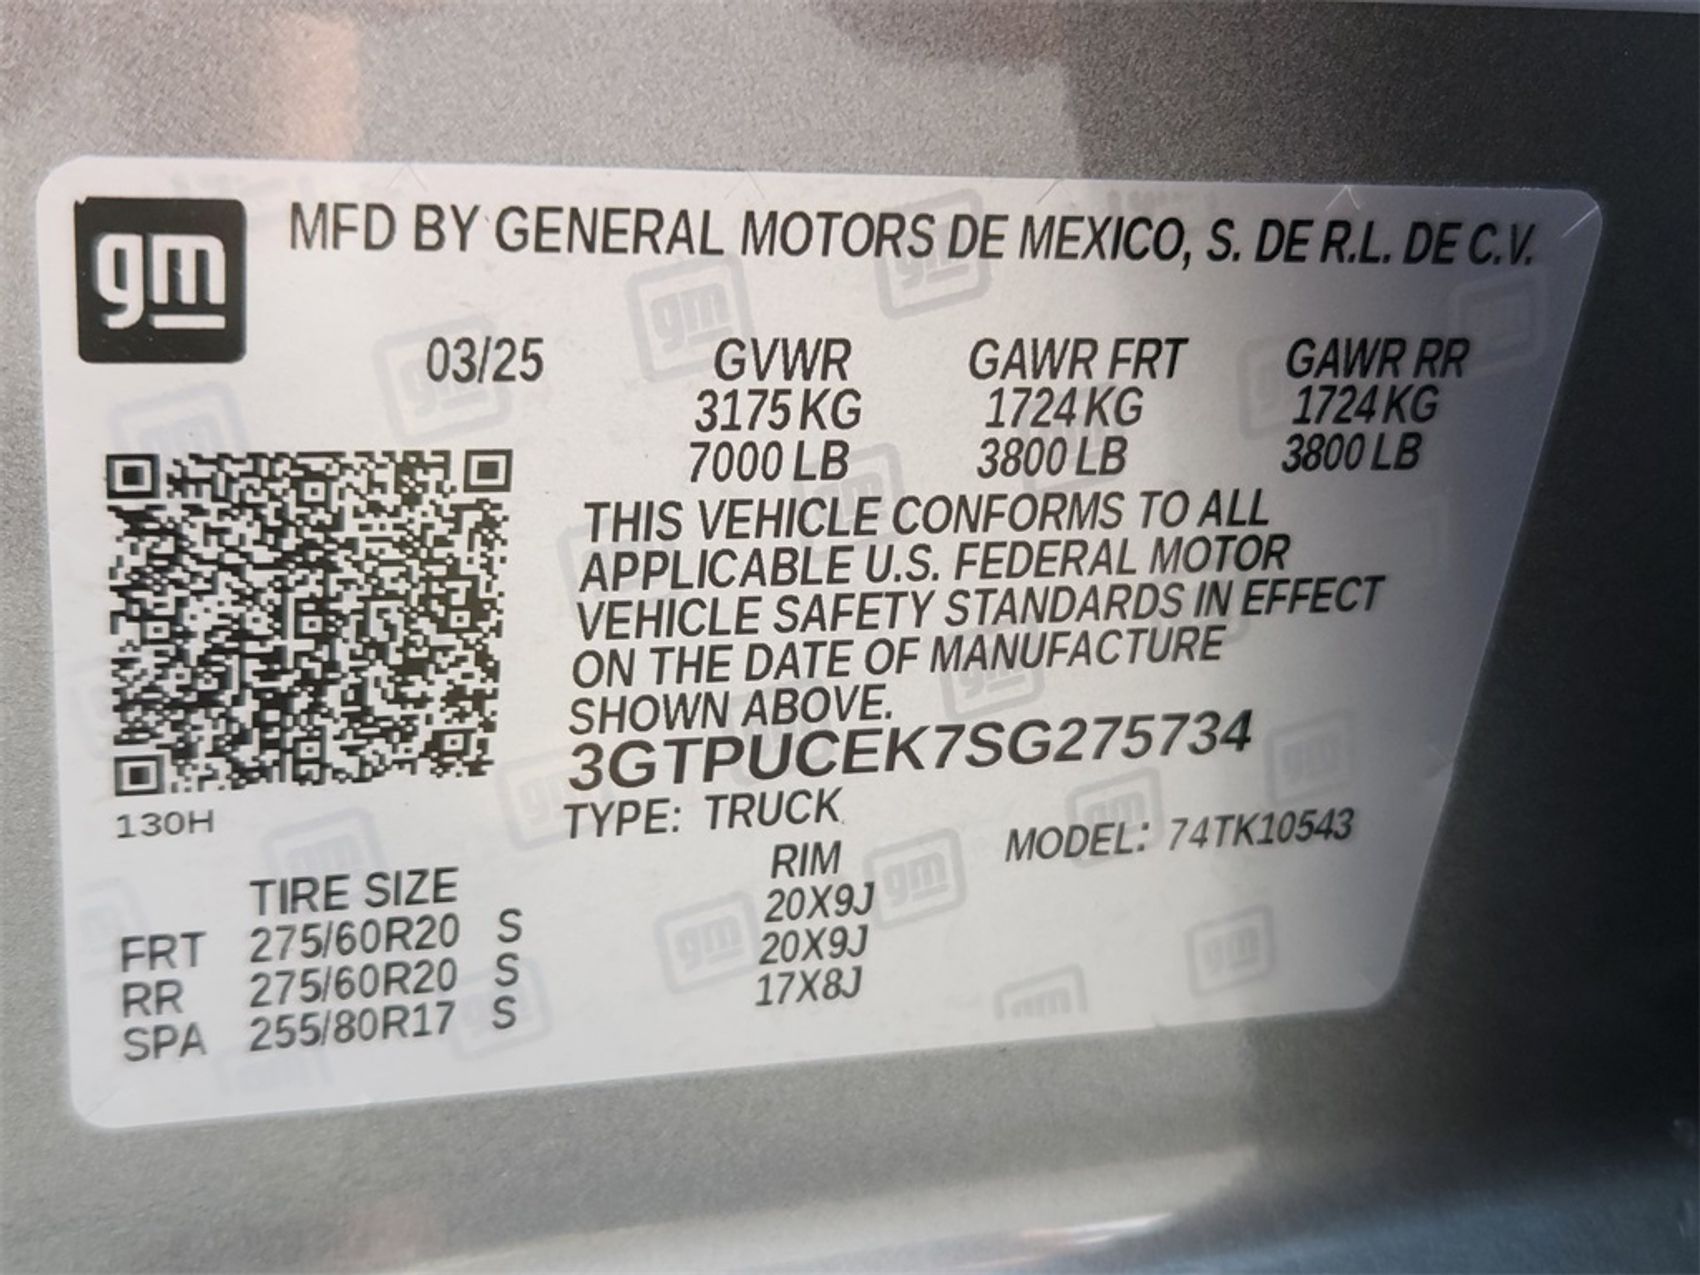 gm
MFD BY GENERAL MOTORS DE MEXICO, S. DE R.L. DE C.V.
03/25 GVWR GAWR FRT GAWR RR
3175 KG 1724 KG 1724 KG
7000 LB 3800 LB 3800 LB
THIS VEHICLE CONFORMS TO ALL
APPLICABLE U.S. FEDERAL MOTOR
VEHICLE SAFETY STANDARDS IN EFFECT
ON THE DATE OF MANUFACTURE
SHOWN ABOVE.
3GTPUCEK7SG275734
130H
TYPE: TRUCK MODEL: 74TK10543
TIRE SIZE RIM
FRT 275/60R20 S 20X9J
RR 275/60R20 S 20X9J
SPA 255/80R17 S 17X8J